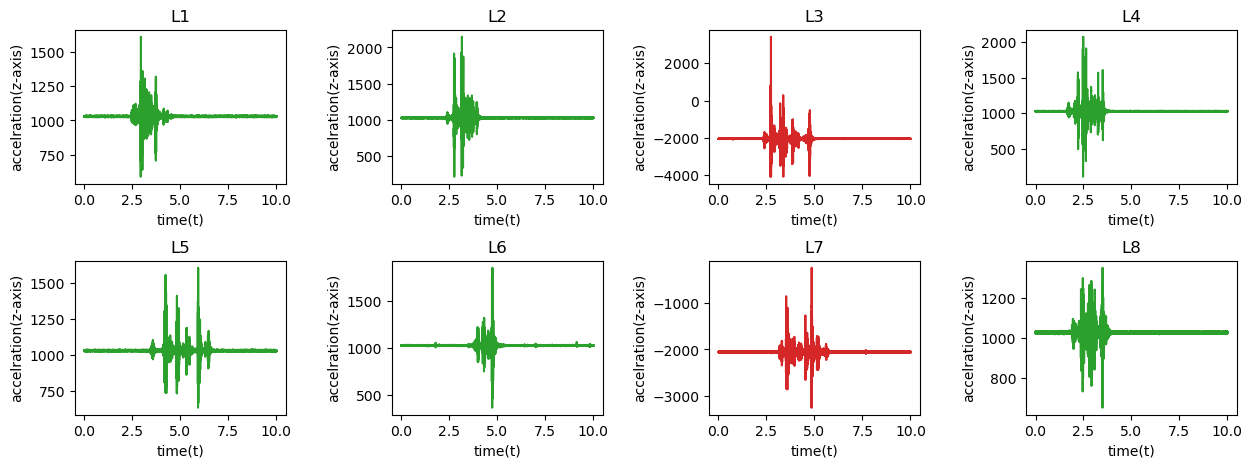 L1
L2
L3
L4
accelration(z-axis)
1500
1250
1000
750
0.0 2.5 5.0 7.5 10.0
time(t)
accelration(z-axis)
2000
1500
1000
500
0.0 2.5 5.0 7.5 10.0
time(t)
accelration(z-axis)
2000
0
−2000
−4000
0.0 2.5 5.0 7.5 10.0
time(t)
accelration(z-axis)
2000
1500
1000
500
0.0 2.5 5.0 7.5 10.0
time(t)
L5
L6
L7
L8
accelration(z-axis)
1500
1250
1000
750
0.0 2.5 5.0 7.5 10.0
time(t)
accelration(z-axis)
1500
1000
500
0.0 2.5 5.0 7.5 10.0
time(t)
accelration(z-axis)
−1000
−2000
−3000
0.0 2.5 5.0 7.5 10.0
time(t)
accelration(z-axis)
1200
1000
800
0.0 2.5 5.0 7.5 10.0
time(t)